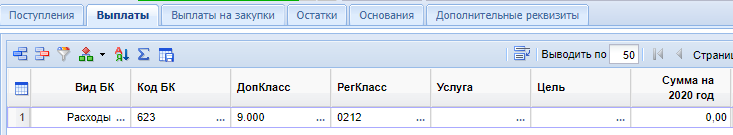 Поступления Выплаты Выплаты на закупки Остатки Основания Дополнительные реквизиты
Выводить по 50
Вид БК Код БК ДопКласс РегКласс Услуга Цель Сумма на
2020 год
1 Расходы ... 623 ... 9.000 ... 0212 ... ... ... 0,00